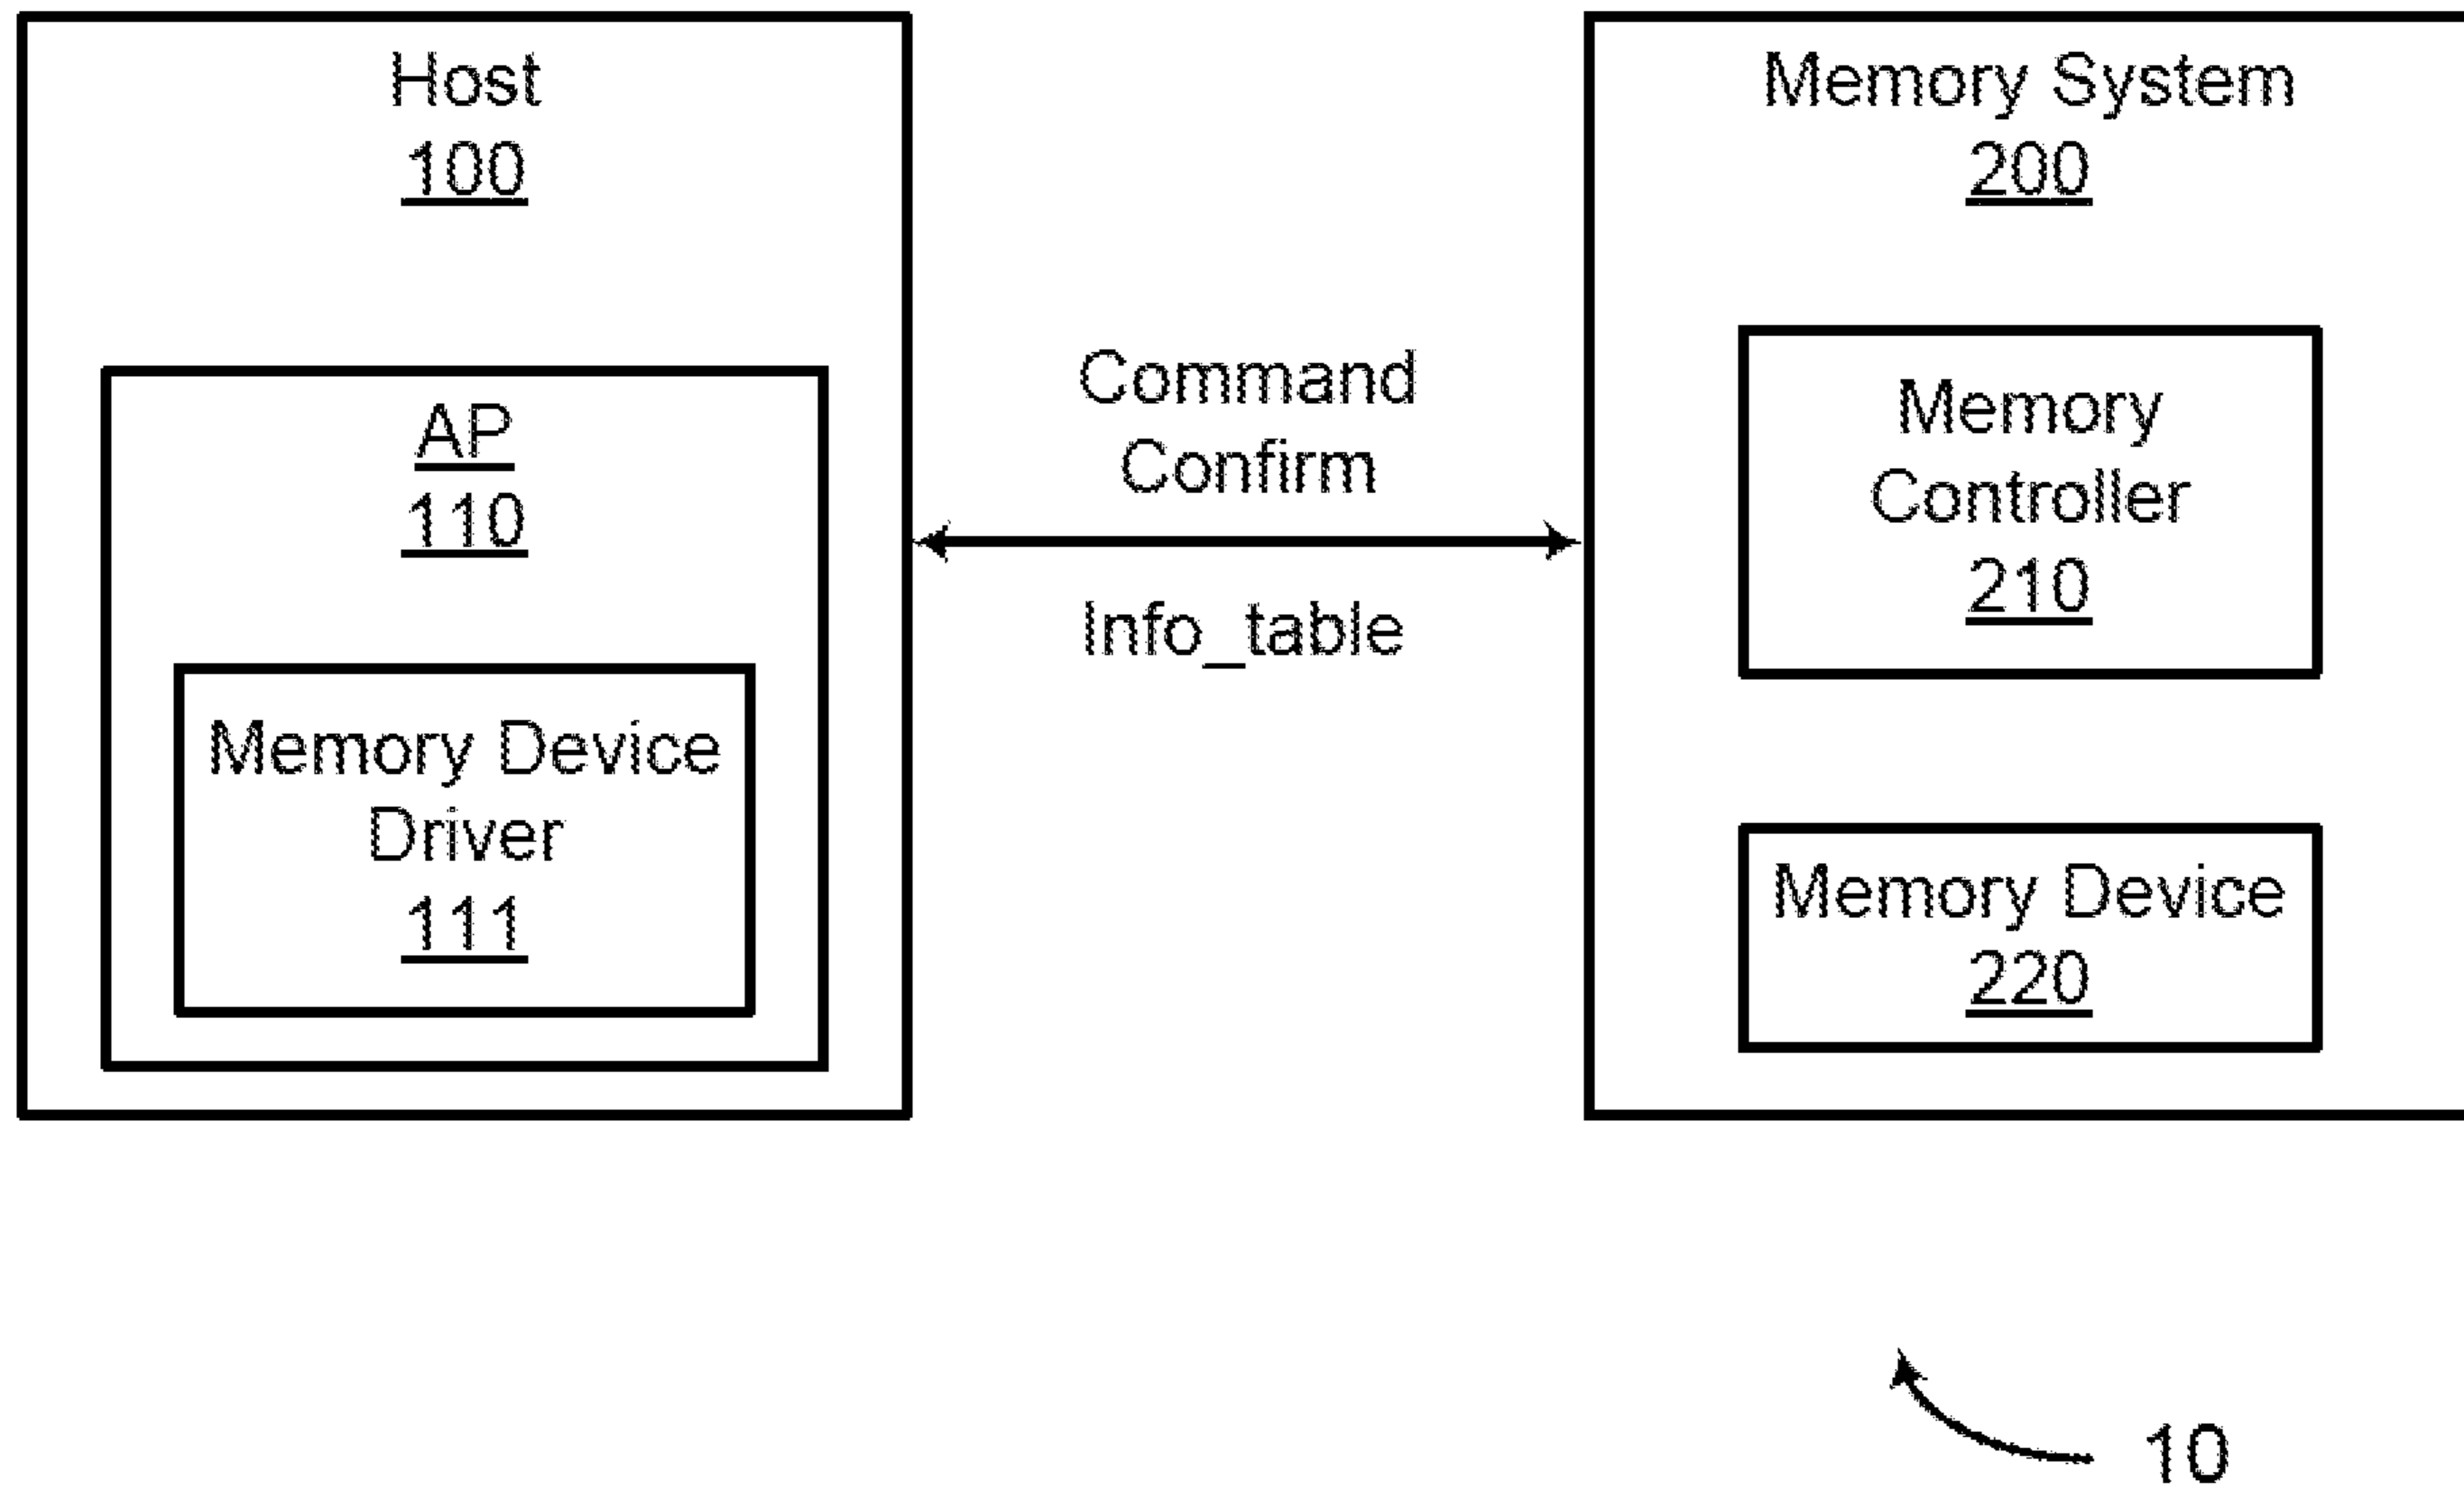 Host
100
AP
110
Memory Device
Driver
111
Command
Confirm
Info_table
Memory System
200
Memory
Controller
210
Memory Device
220
10